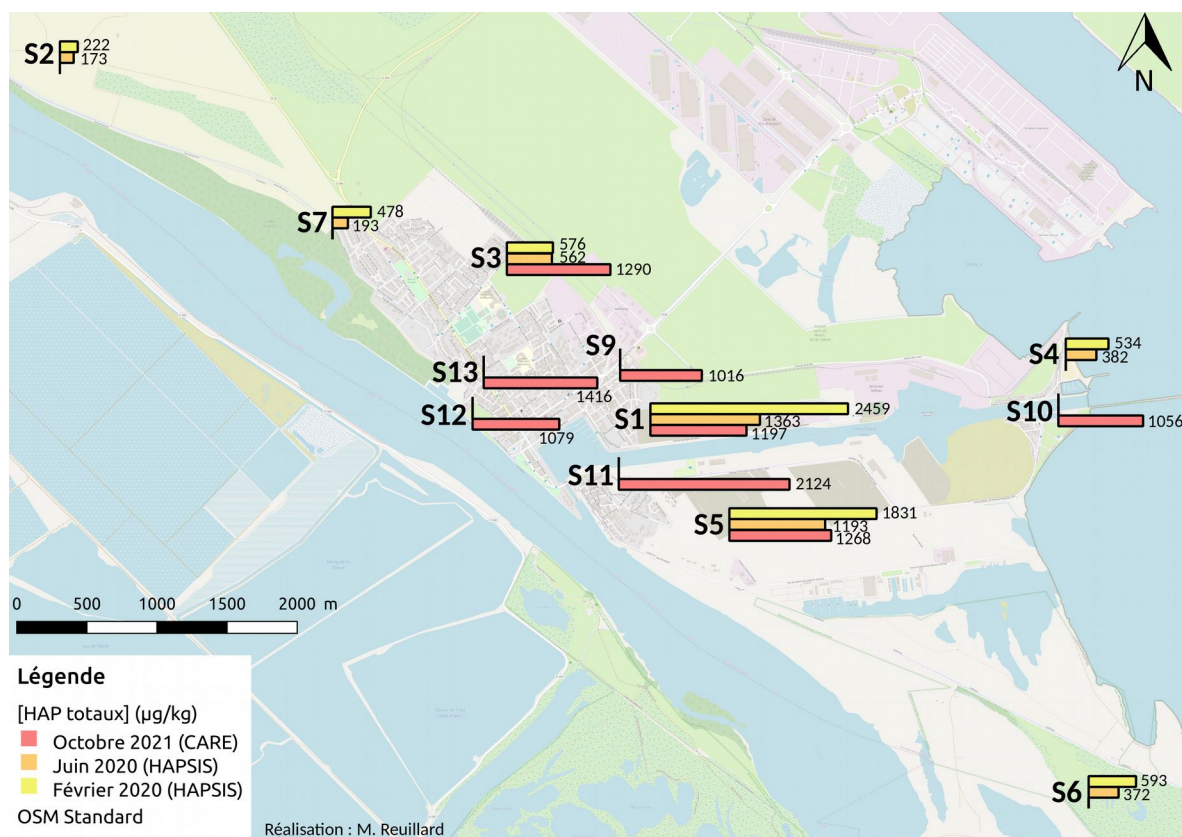 S2
222
173
N
S7
478
193
S3
576
562
1290
S9
1016
S4
534
382
S13
1416
S12
1079
S1
2459
1363
1197
S10
1056
S11
2124
S5
1831
1193
1268
0 500 1000 1500 2000 m
Légende
[HAP totaux] (µg/kg)
Octobre 2021 (CARE)
Juin 2020 (HAPSIS)
Février 2020 (HAPSIS)
OSM Standard
S6
593
372
Réalisation : M. Reuillard